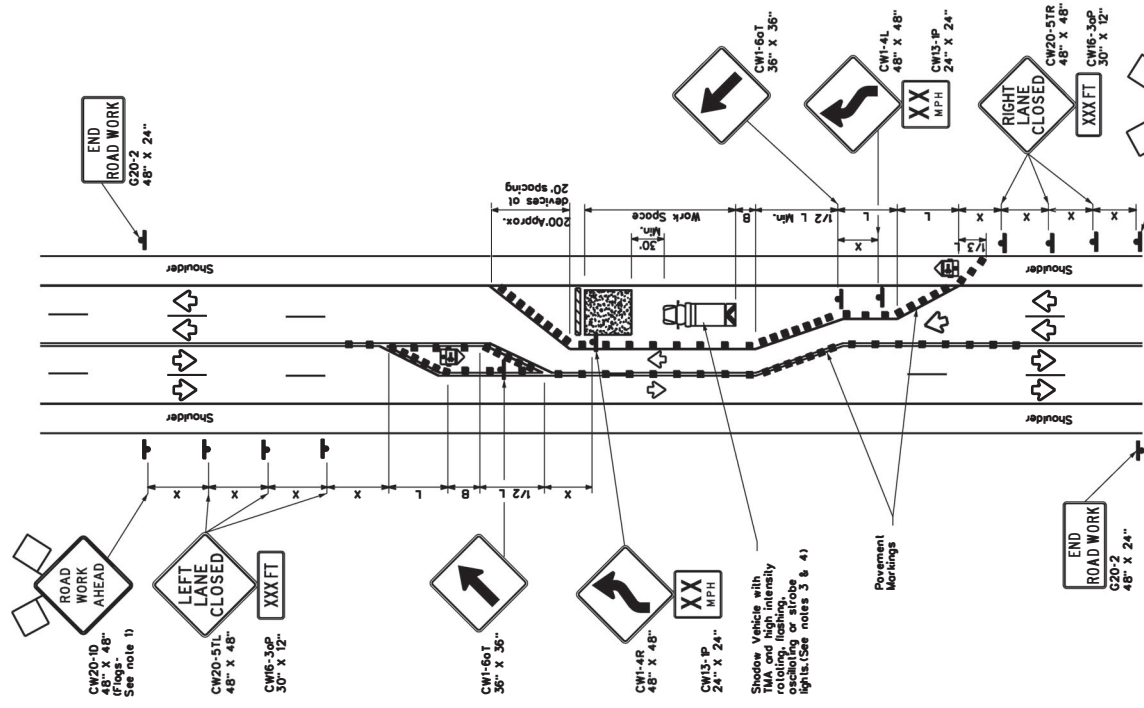 END
ROAD WORK
G20-2
48" X 24"
CW20-1D
48" X 48"
(Flags-
See note 1)
ROAD
WORK
AHEAD
CW20-5TL
48" X 48"
LEFT
LANE
CLOSED
CW16-3aP
30" X 12"
XXX FT
CW1-6aT
36" X 36"
CW1-4R
48" X 48"
CW13-1P
24" X 24"
XX
MPH
Shadow Vehicle with
TMA and high intensity
rotating, flashing,
oscillating or strobe
lights.(See notes 3 & 4)
Pavement
Markings
END
ROAD WORK
G20-2
48" X 24"
Shoulder
Shoulder
Shoulder
Shoulder
X
X
X
X
L
B
1/2 L
X
200'Approx.
devices at
20' spacing
Work Space
30'
Min.
B
1/2 L Min.
L
X
L
1/3 L
X
X
X
X
CW1-6aT
36" X 36"
CW1-4L
48" X 48"
CW13-1P
24" X 24"
XX
MPH
RIGHT
LANE
CLOSED
CW20-5TR
48" X 48"
CW16-3aP
30" X 12"
XXX FT